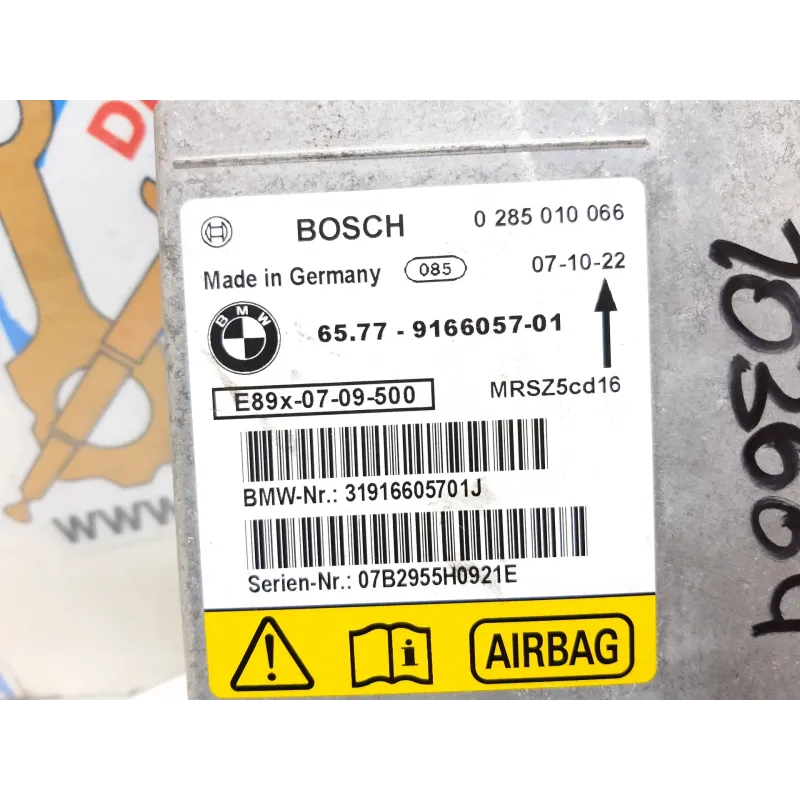 BOSCH 0 285 010 066
Made in Germany 085 07-10-22
BMW 65.77 - 9166057-01
E89x-07-09-500 MRSZ5cd16
BMW-Nr.: 31916605701J
Serien-Nr.: 07B2955H0921E
i AIRBAG
www.